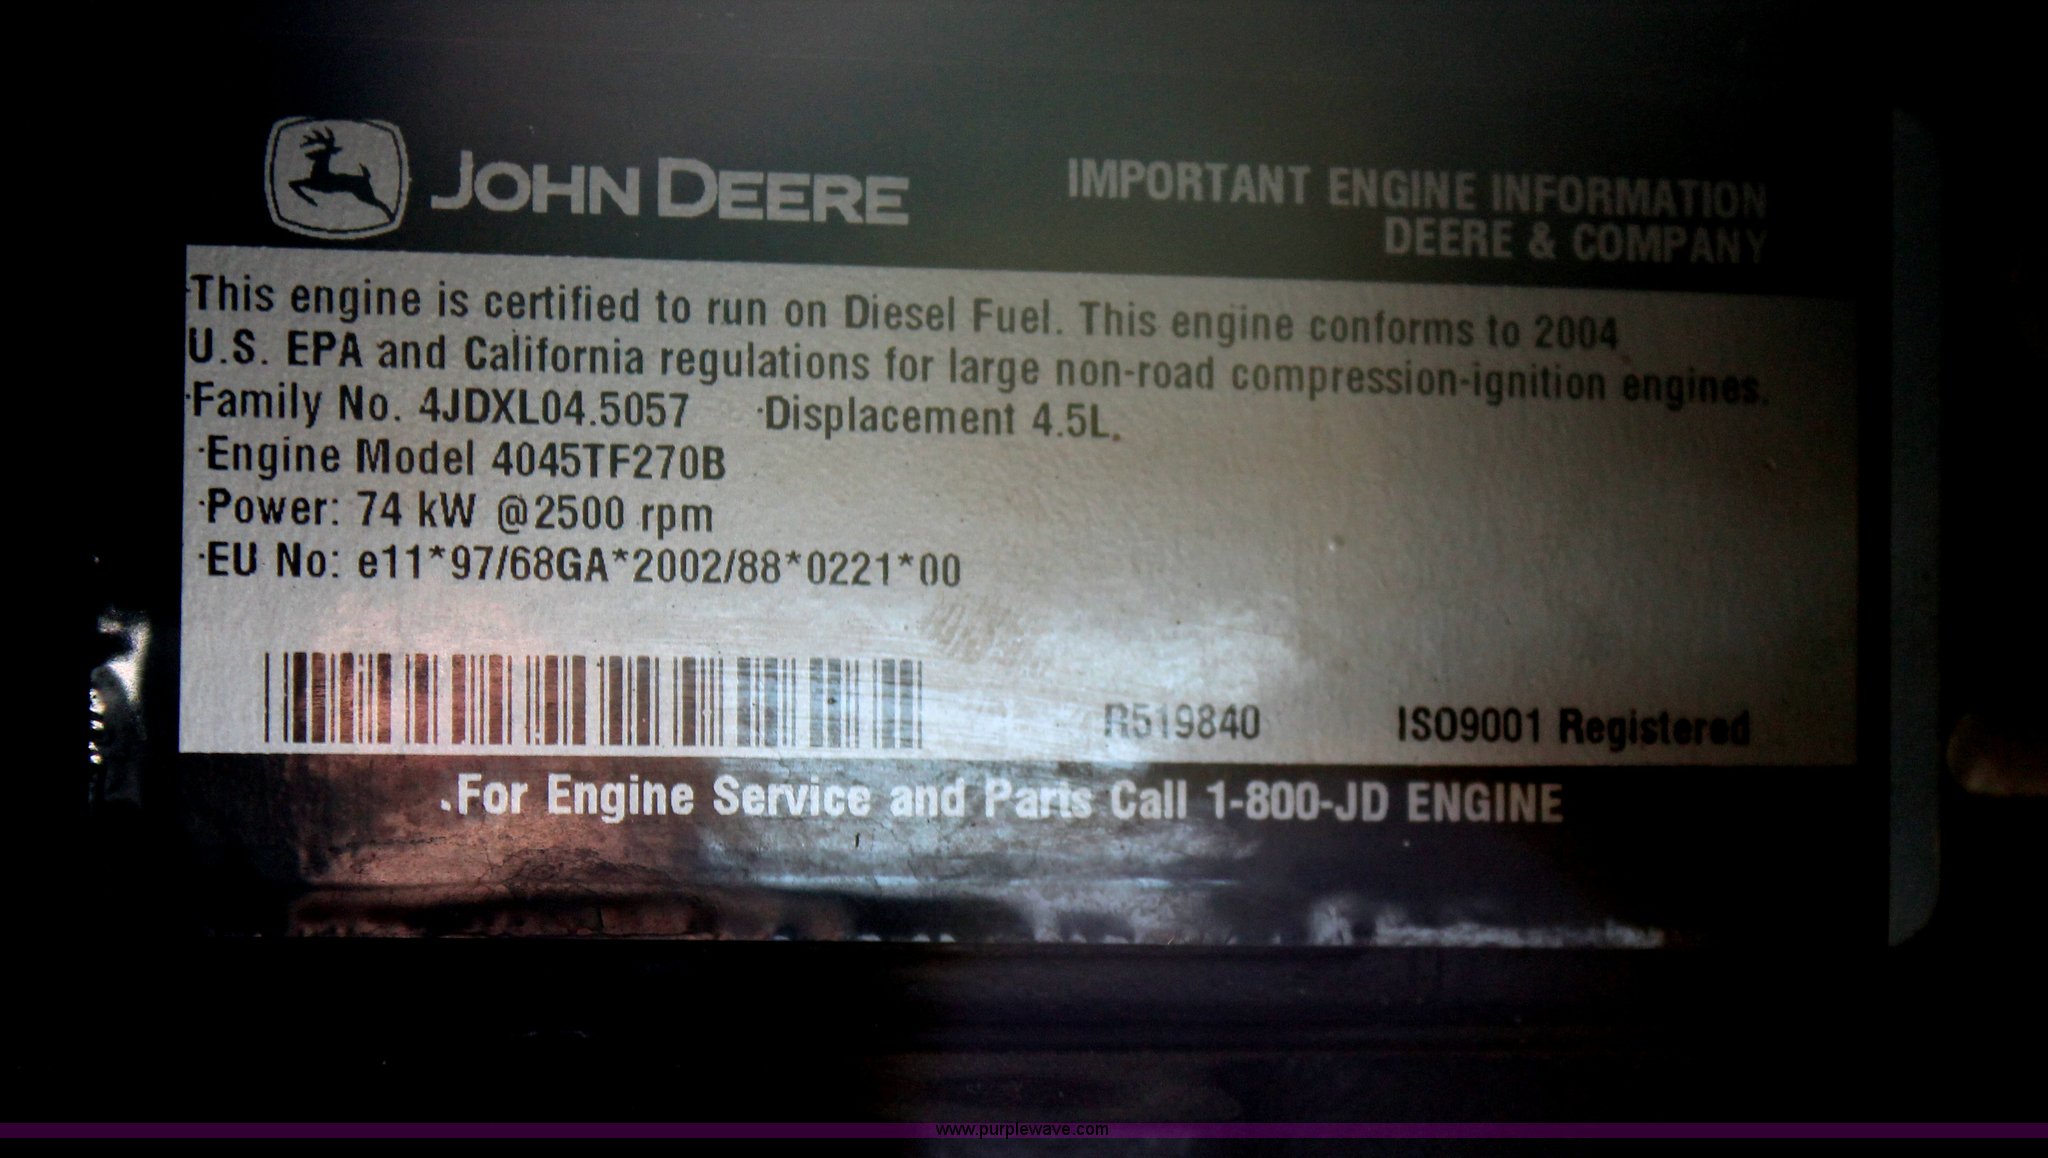 JOHN DEERE
IMPORTANT ENGINE INFORMATION
DEERE & COMPANY
·This engine is certified to run on Diesel Fuel. This engine conforms to 2004
U.S. EPA and California regulations for large non-road compression-ignition engines.
·Family No. 4JDXL04.5057 ·Displacement 4.5L.
·Engine Model 4045TF270B
·Power: 74 kW @2500 rpm
·EU No: e11*97/68GA*2002/88*0221*00
R519840 ISO9001 Registered
.For Engine Service and Parts Call 1-800-JD ENGINE
www.purplewave.com